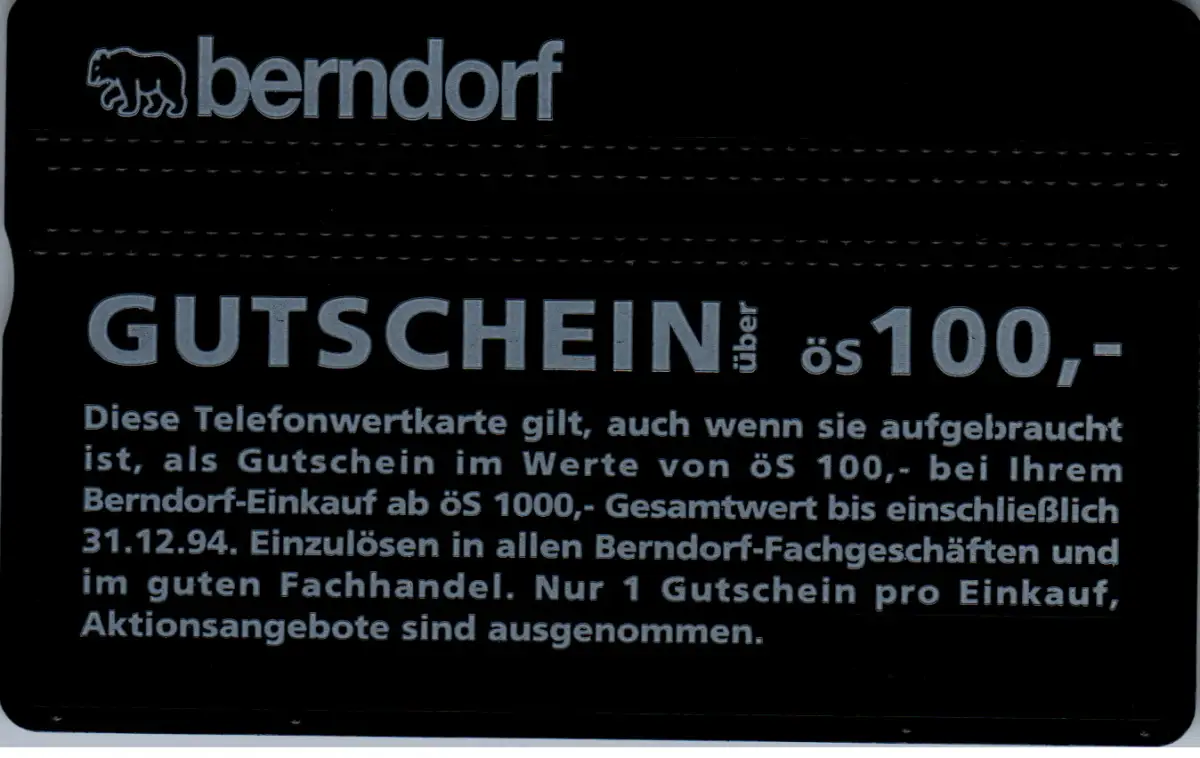 berndorf
GUTSCHEIN über öS 100,-
Diese Telefonwertkarte gilt, auch wenn sie aufgebraucht
ist, als Gutschein im Werte von öS 100,- bei Ihrem
Berndorf-Einkauf ab öS 1000,- Gesamtwert bis einschließlich
31.12.94. Einzulösen in allen Berndorf-Fachgeschäften und
im guten Fachhandel. Nur 1 Gutschein pro Einkauf,
Aktionsangebote sind ausgenommen.